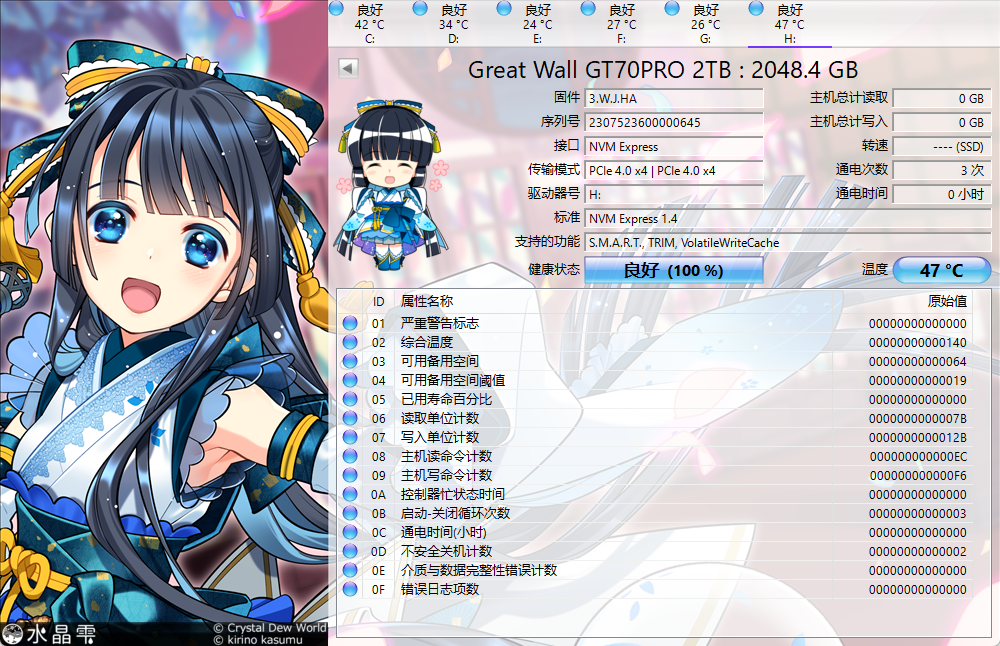 良好 良好 良好 良好 良好 良好
42 °C 34 °C 24 °C 27 °C 26 °C 47 °C
C: D: E: F: G: H:
Great Wall GT70PRO 2TB : 2048.4 GB
固件 3.W.J.HA 主机总计读取 0 GB
序列号 2307523600000645 主机总计写入 0 GB
接口 NVM Express 转速 ---- (SSD)
传输模式 PCIe 4.0 x4 | PCIe 4.0 x4 通电次数 3 次
驱动器号 H: 通电时间 0 小时
标准 NVM Express 1.4
支持的功能 S.M.A.R.T., TRIM, VolatileWriteCache
健康状态 良好 (100 %) 温度 47 °C
ID 属性名称 原始值
01 严重警告标志 00000000000000
02 综合温度 00000000000140
03 可用备用空间 00000000000064
04 可用备用空间阈值 00000000000019
05 已用寿命百分比 00000000000000
06 读取单位计数 0000000000007B
07 写入单位计数 0000000000012B
08 主机读命令计数 000000000000EC
09 主机写命令计数 000000000000F6
0A 控制器忙状态时间 00000000000000
0B 启动-关闭循环次数 00000000000003
0C 通电时间(小时) 00000000000000
0D 不安全关机计数 00000000000002
0E 介质与数据完整性错误计数 00000000000000
0F 错误日志项数 00000000000000
水晶雫
© Crystal Dew World
© kirino kasumu